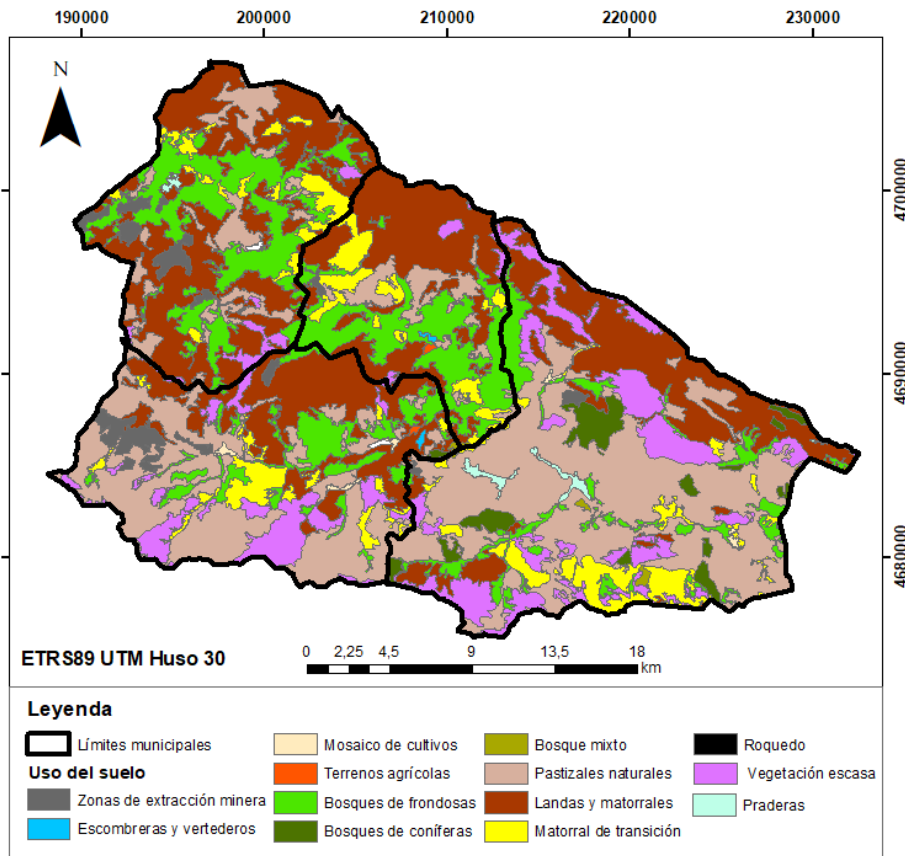 190000 200000 210000 220000 230000
N
4700000
4690000
4680000
ETRS89 UTM Huso 30
0 2,25 4,5 9 13,5 18
km
Leyenda
Límites municipales
Uso del suelo
Zonas de extracción minera
Escombreras y vertederos
Mosaico de cultivos
Terrenos agrícolas
Bosques de frondosas
Bosques de coníferas
Bosque mixto
Pastizales naturales
Landas y matorrales
Matorral de transición
Roquedo
Vegetación escasa
Praderas